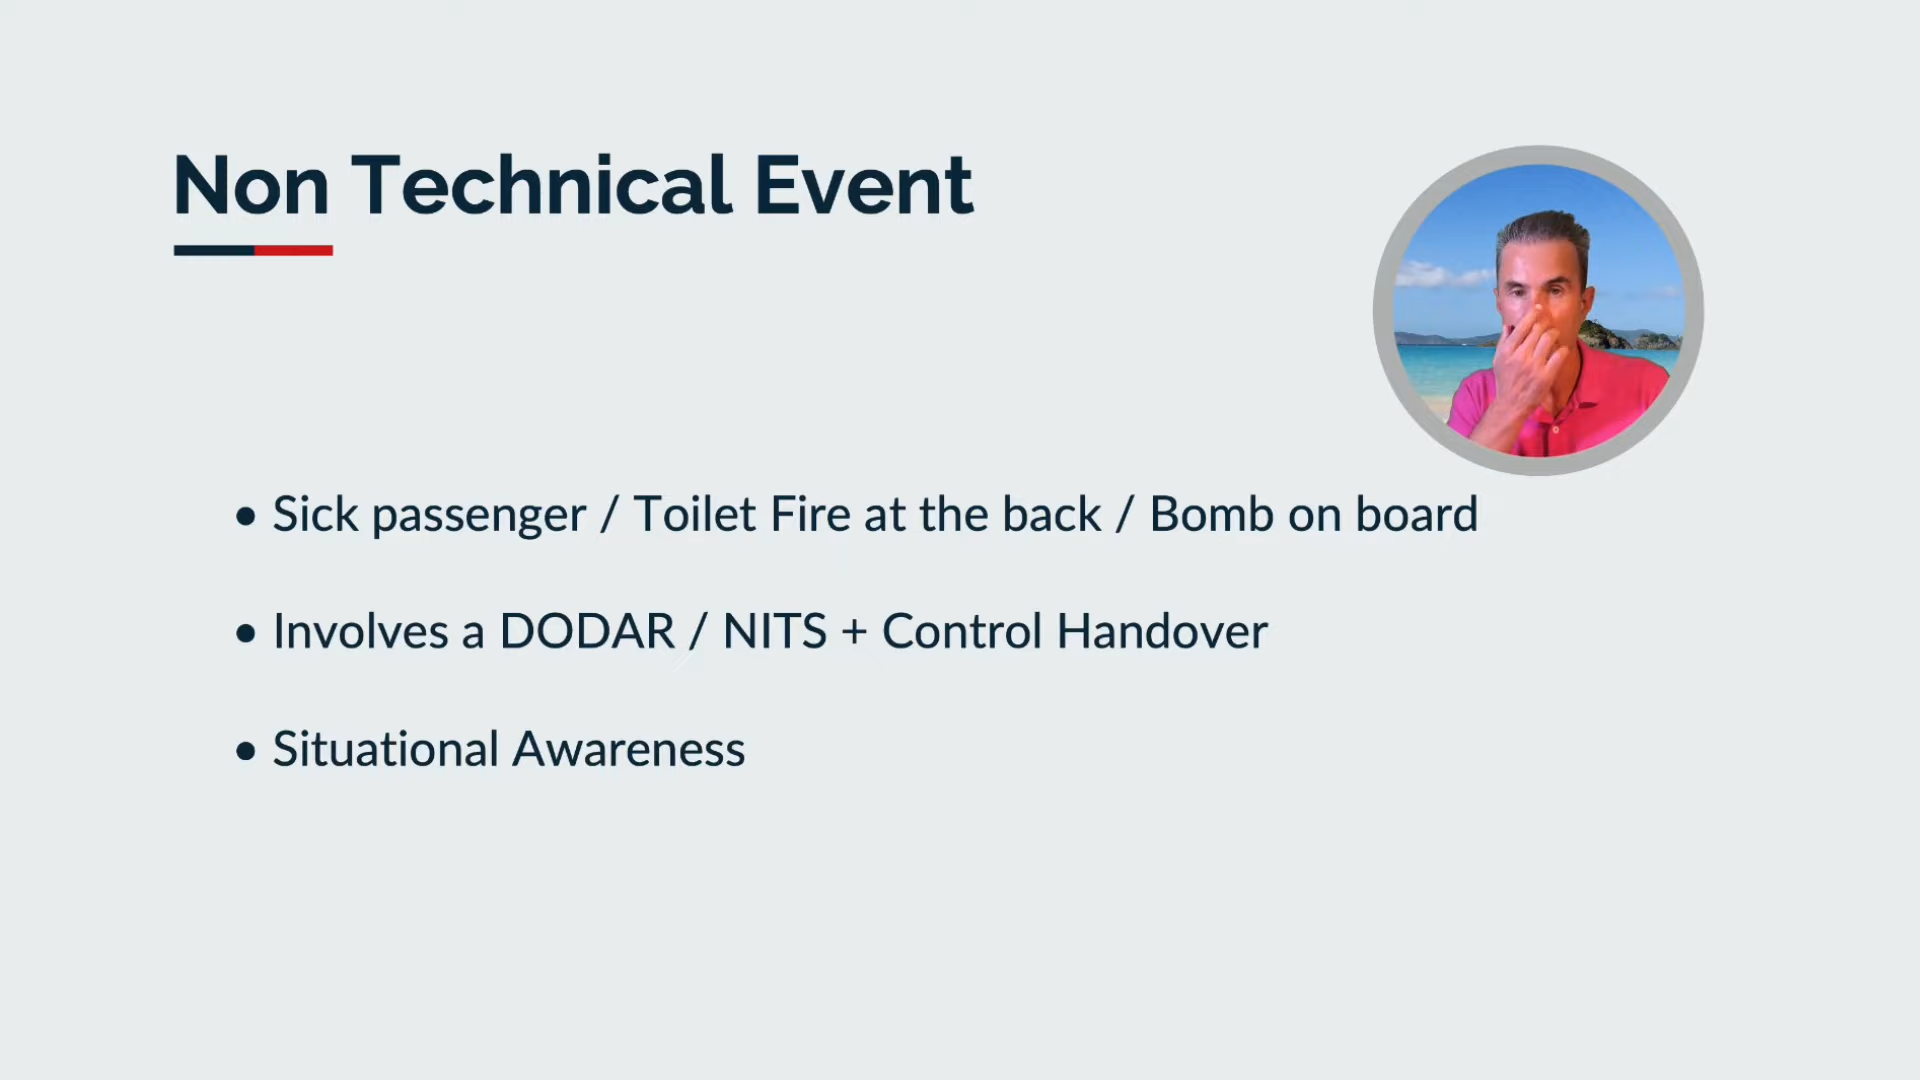 Non Technical Event
• Sick passenger / Toilet Fire at the back / Bomb on board
• Involves a DODAR / NITS + Control Handover
• Situational Awareness